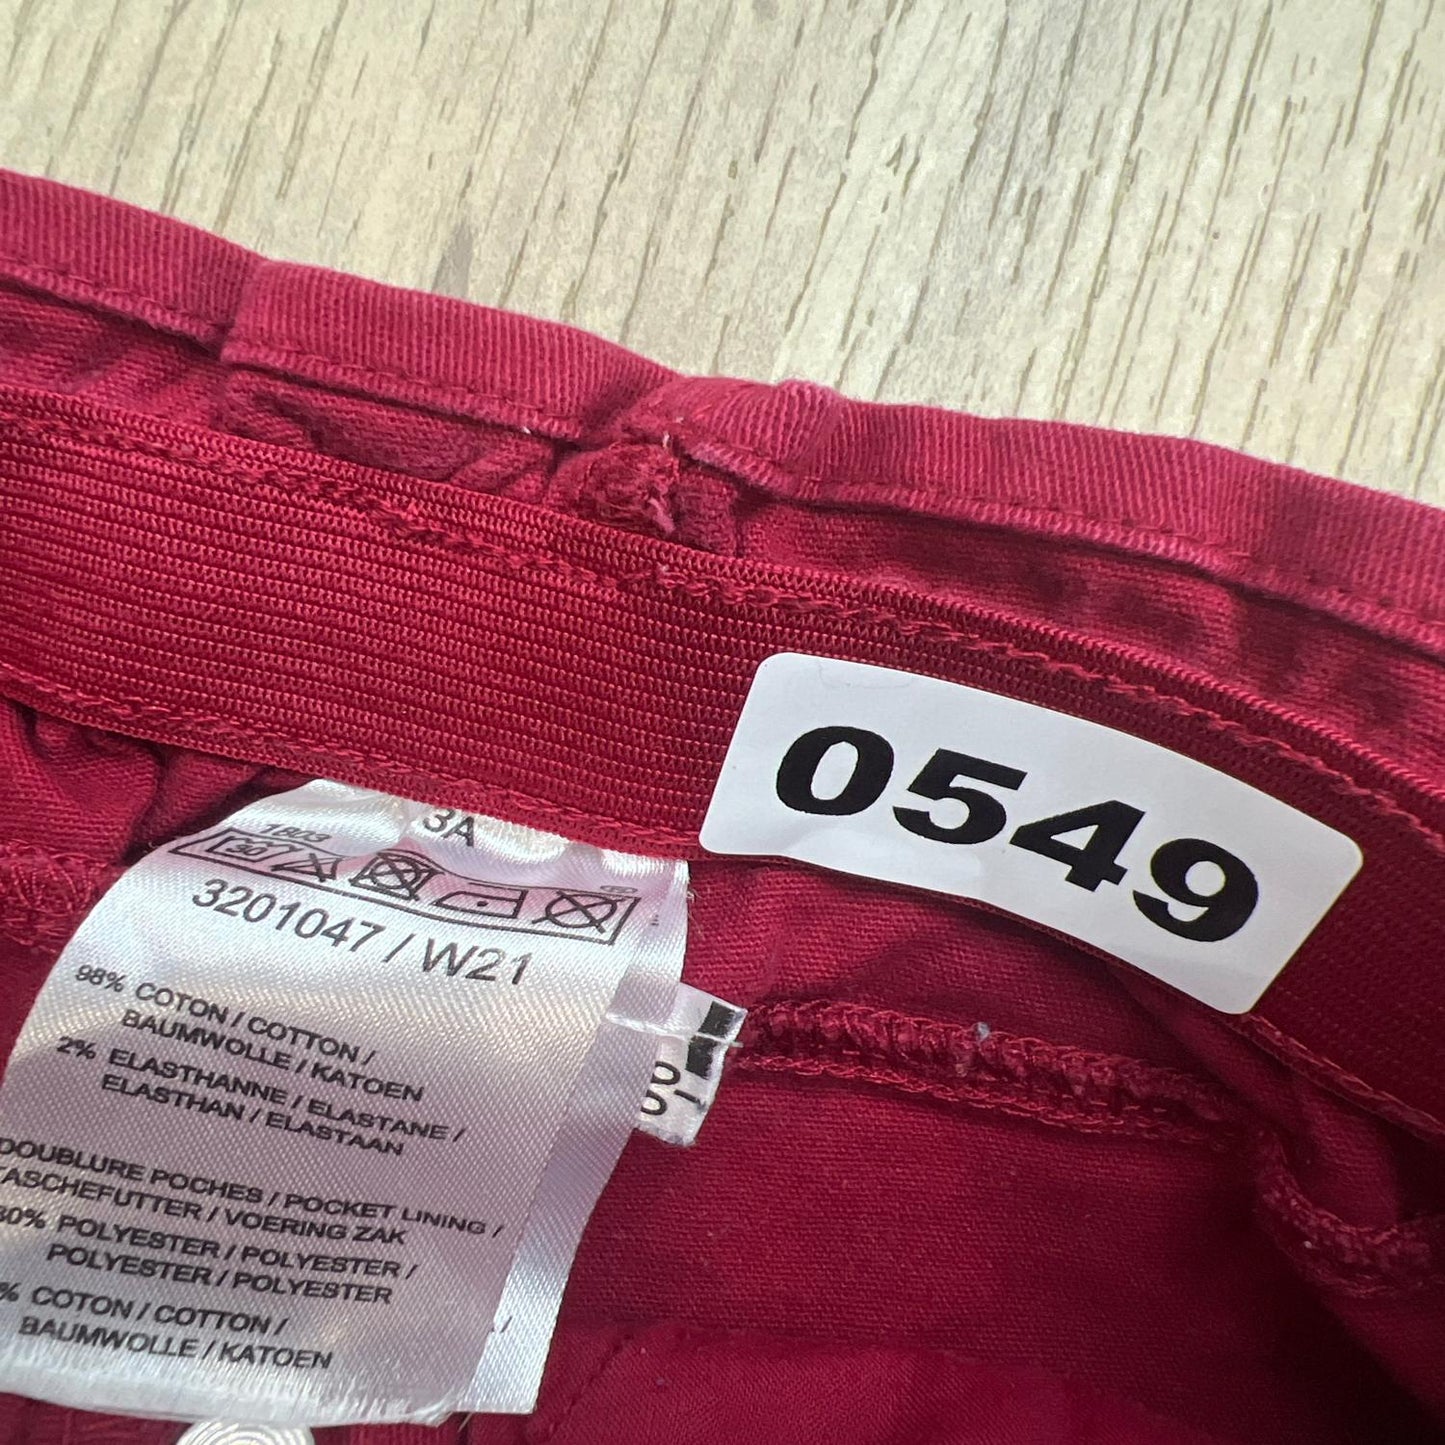 0549
3A
1803
30
3201047 / W21
98% COTON / COTTON /
BAUMWOLLE / KATOEN
2% ELASTHANNE / ELASTANE /
ELASTHAN / ELASTAAN
DOUBLURE POCHES / POCKET LINING /
TASCHEFUTTER / VOERING ZAK
80% POLYESTER / POLYESTER /
POLYESTER / POLYESTER
% COTON / COTTON /
BAUMWOLLE / KATOEN